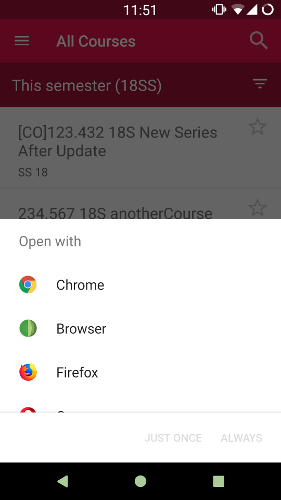 11:51
All Courses
This semester (18SS)
[CO]123.432 18S New Series
After Update
SS 18
234.567 18S anotherCourse
Open with
Chrome
Browser
Firefox
JUST ONCE
ALWAYS